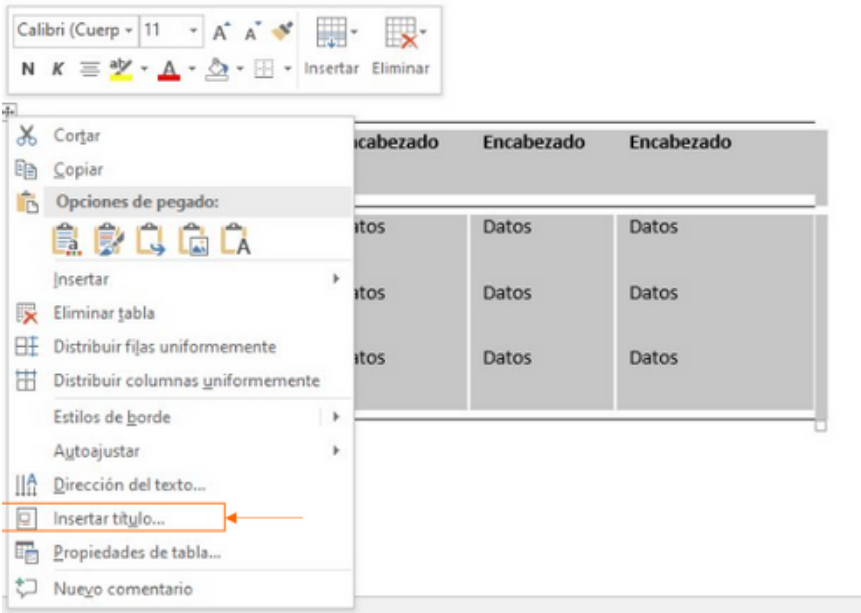 Calibri (Cuerp 11 A A
N K ab A Insertar Eliminar
Cortar
Copiar
Opciones de pegado:
a A
Insertar
Eliminar tabla
Distribuir filas uniformemente
Distribuir columnas uniformemente
Estilos de borde
Autoajustar
A Dirección del texto...
Insertar título...
Propiedades de tabla...
Nuevo comentario
ncabezado Encabezado Encabezado
atos Datos Datos
atos Datos Datos
atos Datos Datos